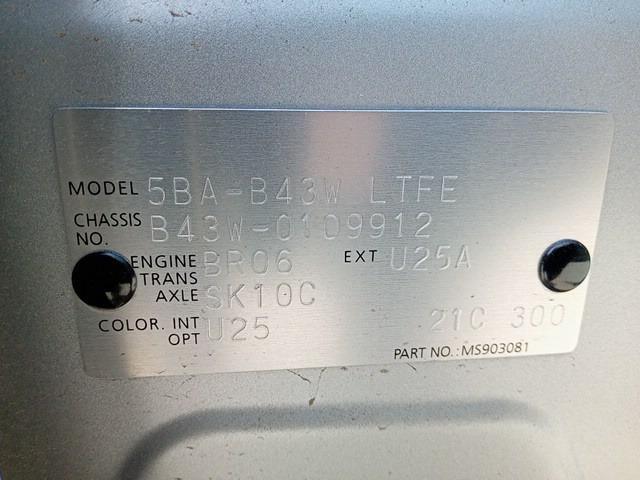 MODEL 5BA-B43W LTFE
CHASSIS NO. B43W-0109912
ENGINE BR06 EXT U25A
TRANS AXLE SK10C
COLOR. INT OPT U25 21C 300
PART NO.: MS903081